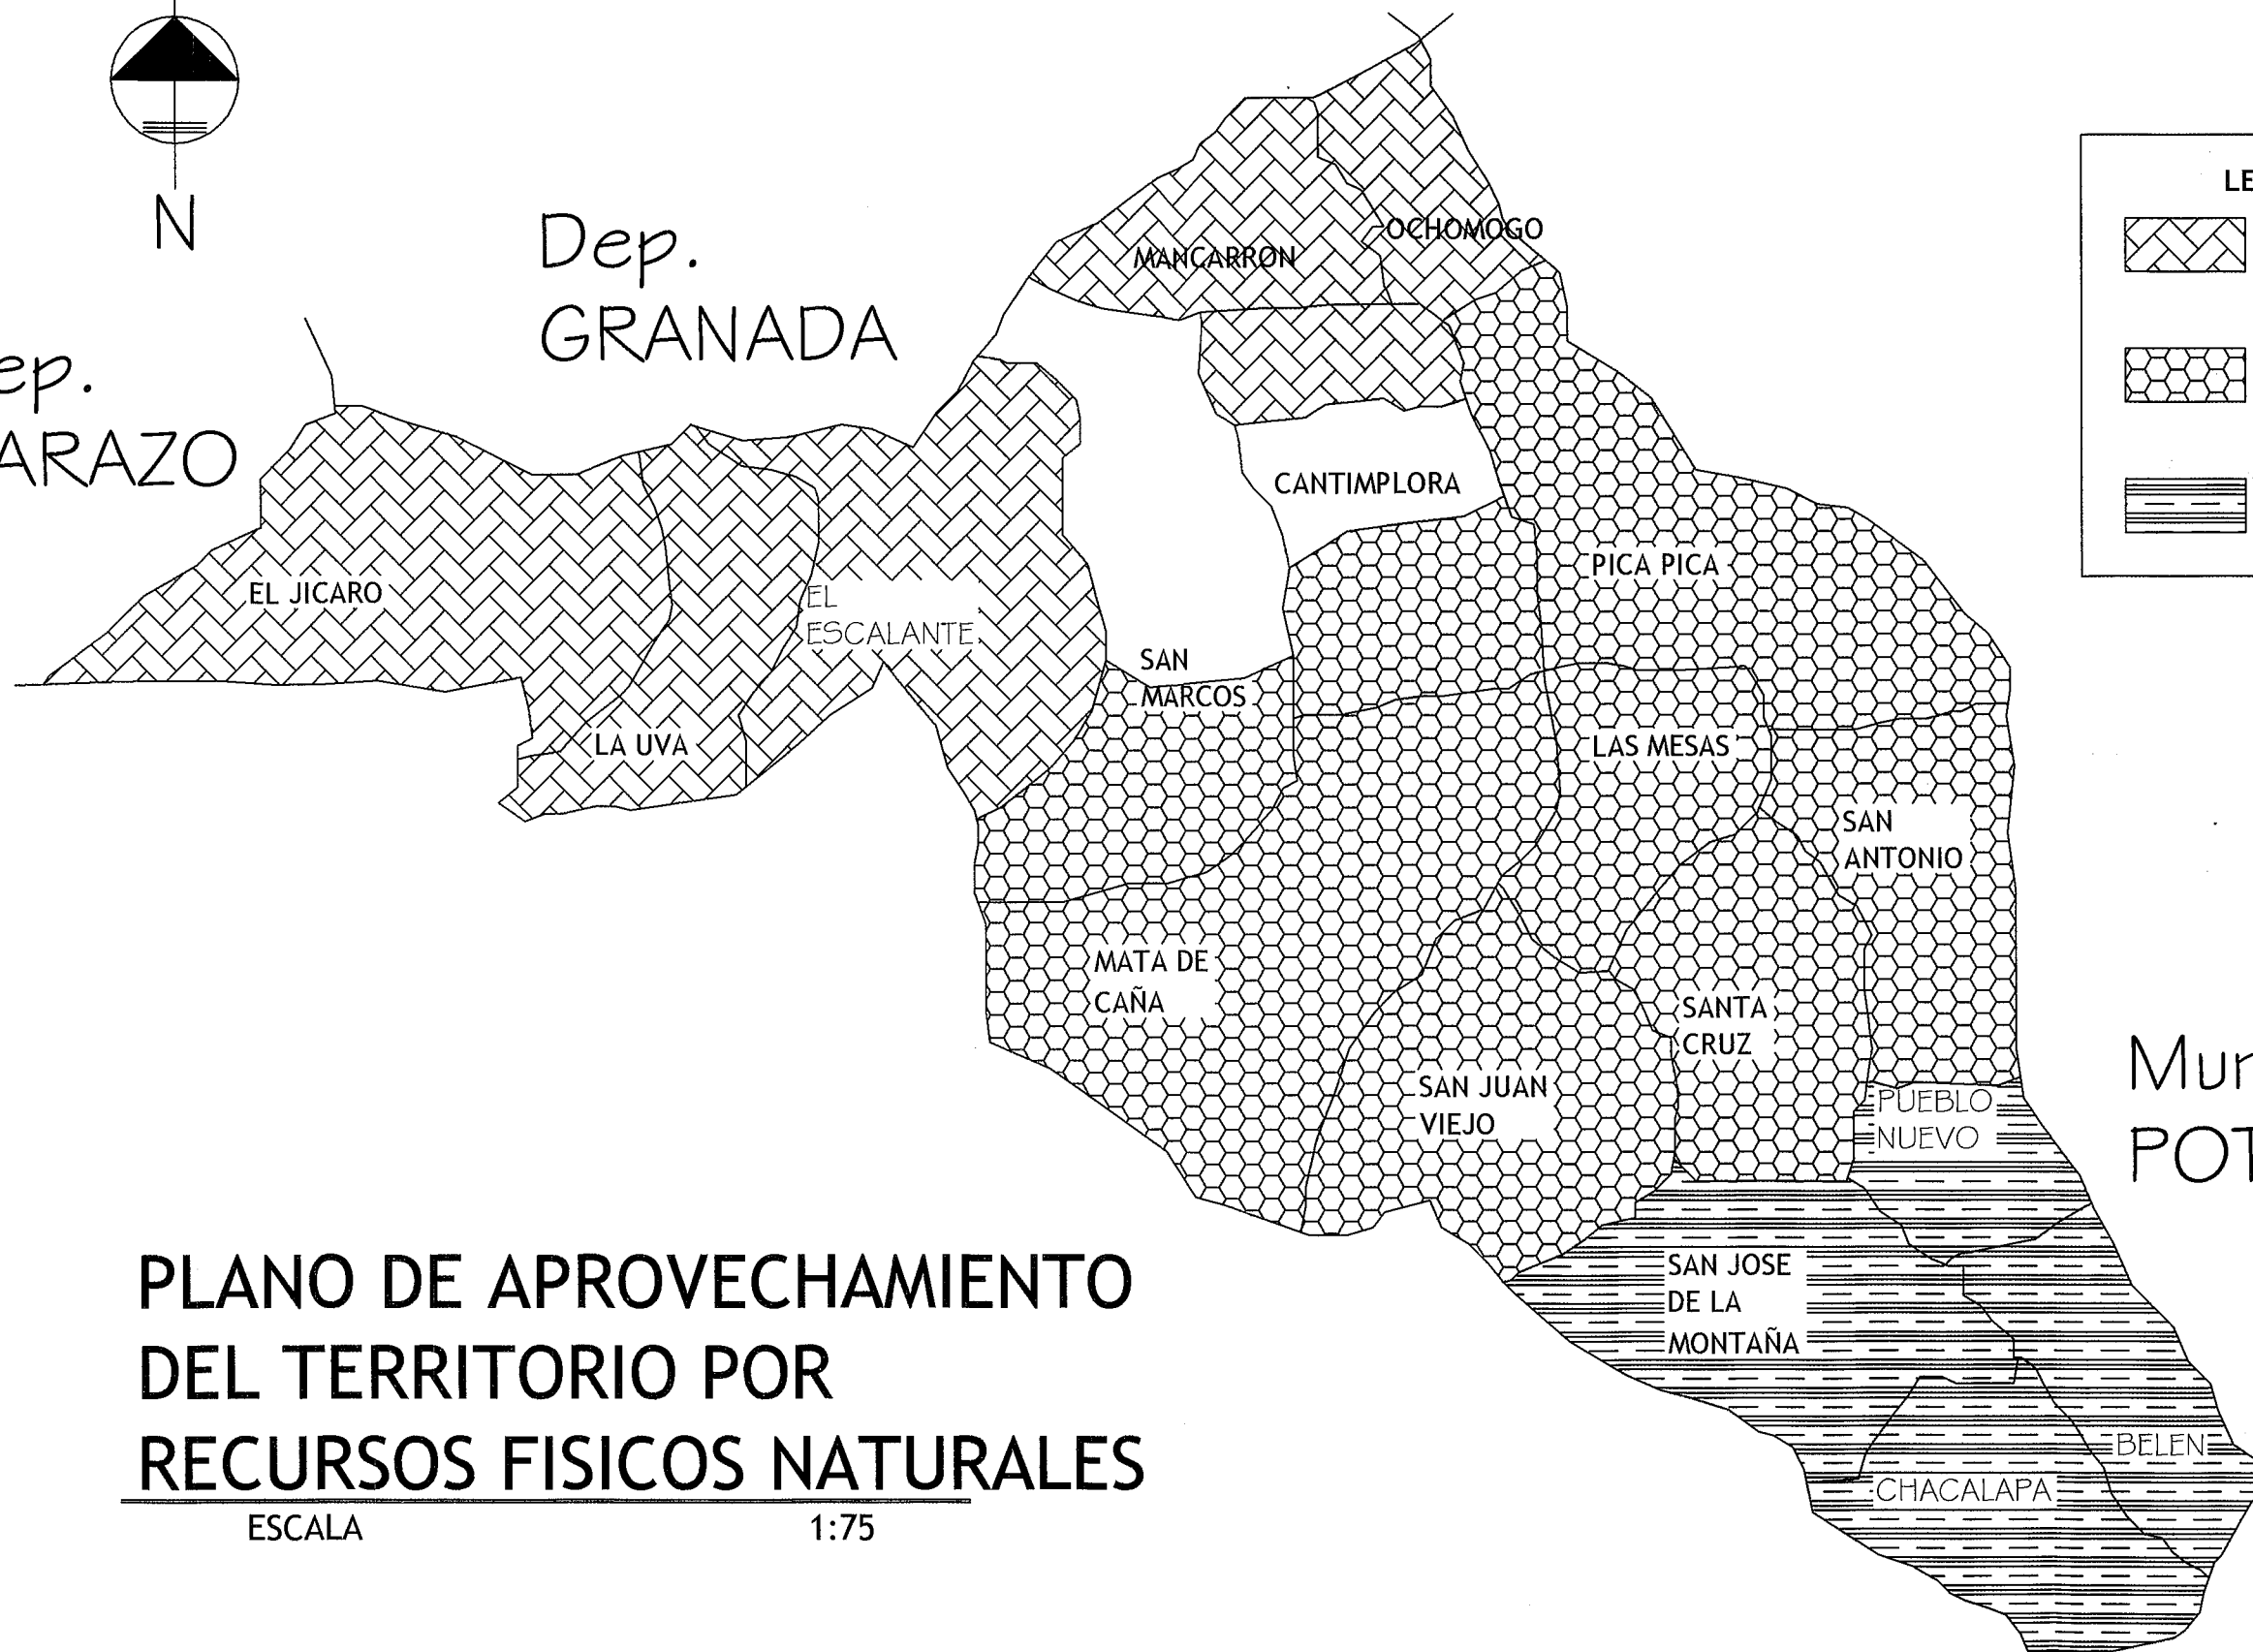 N
Dep.
GRANADA
ep.
ARAZO
LE
MANCARRON
OCHOMOGO
CANTIMPLORA
PICA PICA
EL JICARO
EL
ESCALANTE
SAN
MARCOS
LA UVA
LAS MESAS
SAN
ANTONIO
MATA DE
CAÑA
SANTA
CRUZ
SAN JUAN
VIEJO
PUEBLO
NUEVO
Mun
POT
SAN JOSE
DE LA
MONTAÑA
BELEN
CHACALAPA
PLANO DE APROVECHAMIENTO
DEL TERRITORIO POR
RECURSOS FISICOS NATURALES
ESCALA 1:75